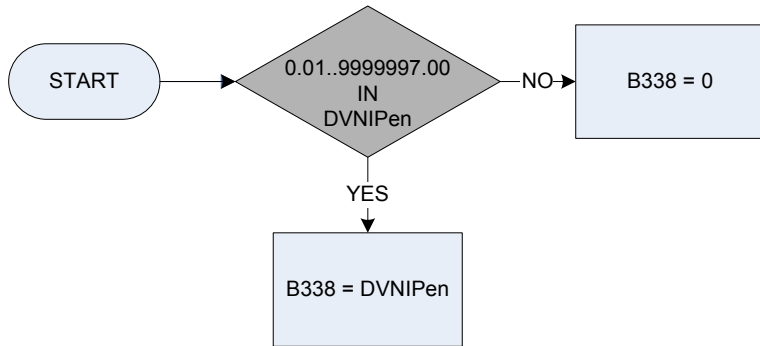 START
0.01..9999997.00
IN
DVNIPen
NO
B338 = 0
YES
B338 = DVNIPen